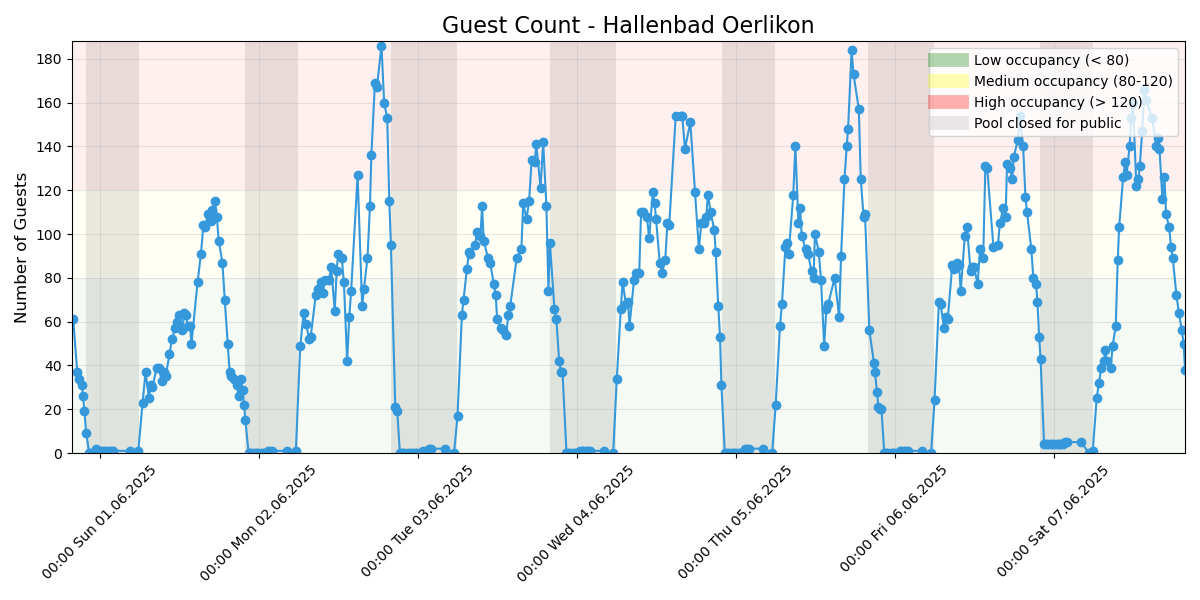 Guest Count - Hallenbad Oerlikon
Low occupancy (< 80)
Medium occupancy (80-120)
High occupancy (> 120)
Pool closed for public
Number of Guests
180
160
140
120
100
80
60
40
20
0
00:00 Sun 01.06.2025
00:00 Mon 02.06.2025
00:00 Tue 03.06.2025
00:00 Wed 04.06.2025
00:00 Thu 05.06.2025
00:00 Fri 06.06.2025
00:00 Sat 07.06.2025